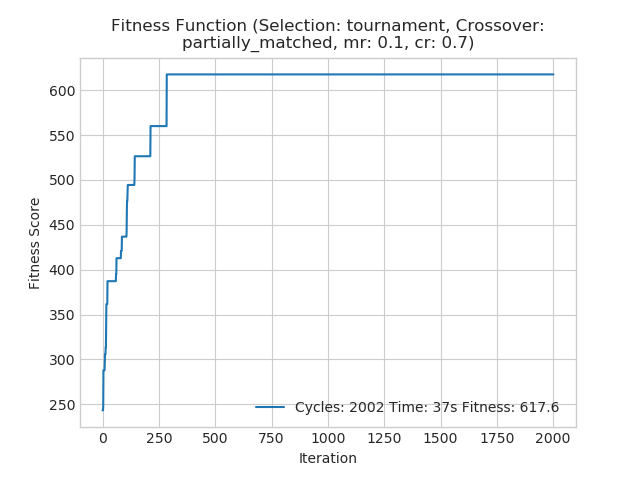 Fitness Function (Selection: tournament, Crossover:
partially_matched, mr: 0.1, cr: 0.7)
600
550
500
450
400
350
300
250
Fitness Score
Cycles: 2002 Time: 37s Fitness: 617.6
0 250 500 750 1000 1250 1500 1750 2000
Iteration